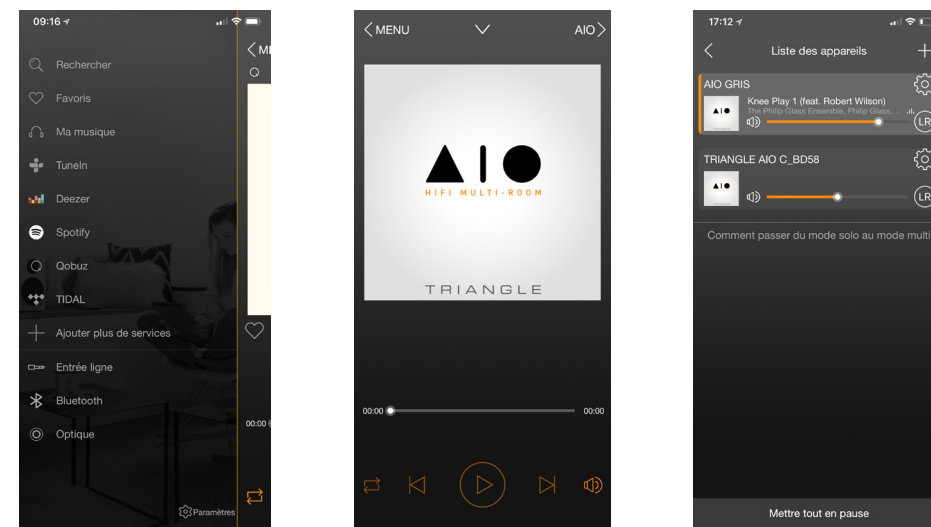 09:16
< MENU
Rechercher
Favoris
Ma musique
TuneIn
Deezer
Spotify
Qobuz
TIDAL
Ajouter plus de services
Entrée ligne
Bluetooth
Optique
00:00
Paramètres
MENU
AIO
AIO
HIFI MULTI-ROOM
TRIANGLE
00:00
00:00
17:12
Liste des appareils
AIO GRIS
AIO
Knee Play 1 (feat. Robert Wilson)
The Philip Glass Ensemble, Philip Glass,...
LR
TRIANGLE AIO C_BD58
AIO
LR
Comment passer du mode solo au mode multi
Mettre tout en pause